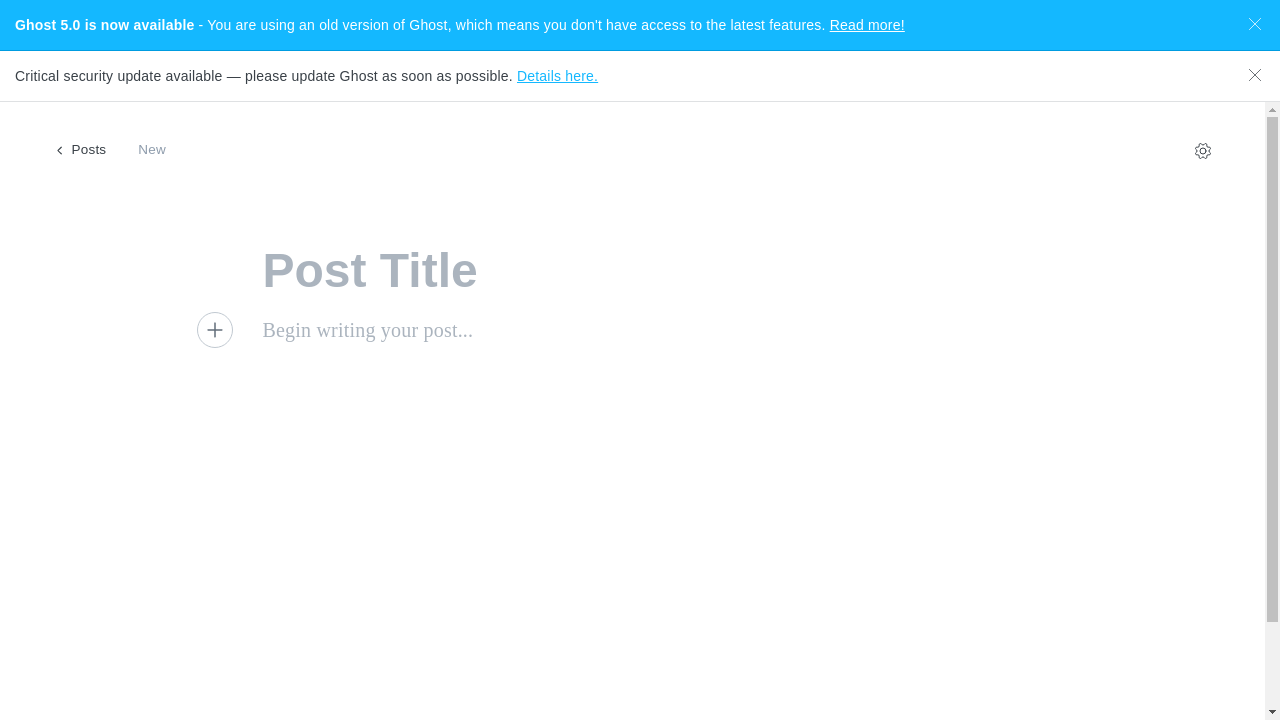 Ghost 5.0 is now available - You are using an old version of Ghost, which means you don't have access to the latest features. Read more!
Critical security update available — please update Ghost as soon as possible. Details here.
Posts New
Post Title
Begin writing your post...